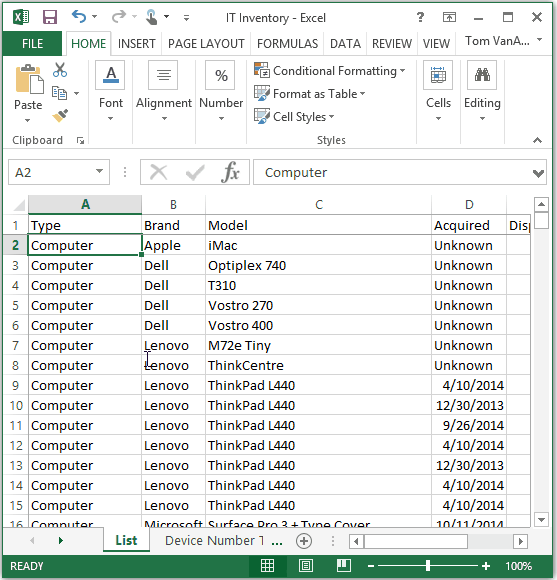 IT Inventory - Excel
FILE HOME INSERT PAGE LAYOUT FORMULAS DATA REVIEW VIEW Tom VanA...
Paste Font Alignment Number Conditional Formatting Format as Table Cell Styles Cells Editing
Clipboard Styles
A2 fx Computer
A B C D
1 Type Brand Model Acquired
2 Computer Apple iMac Unknown
3 Computer Dell Optiplex 740 Unknown
4 Computer Dell T310 Unknown
5 Computer Dell Vostro 270 Unknown
6 Computer Dell Vostro 400 Unknown
7 Computer Lenovo M72e Tiny Unknown
8 Computer Lenovo ThinkCentre Unknown
9 Computer Lenovo ThinkPad L440 4/10/2014
10 Computer Lenovo ThinkPad L440 12/30/2013
11 Computer Lenovo ThinkPad L440 9/26/2014
12 Computer Lenovo ThinkPad L440 4/10/2014
13 Computer Lenovo ThinkPad L440 12/30/2013
14 Computer Lenovo ThinkPad L440 4/10/2014
15 Computer Lenovo ThinkPad L440 4/10/2014
16 Computer Microsoft Surface Pro 3 + Type Cover 10/11/2014
List Device Number T ...
READY 100%